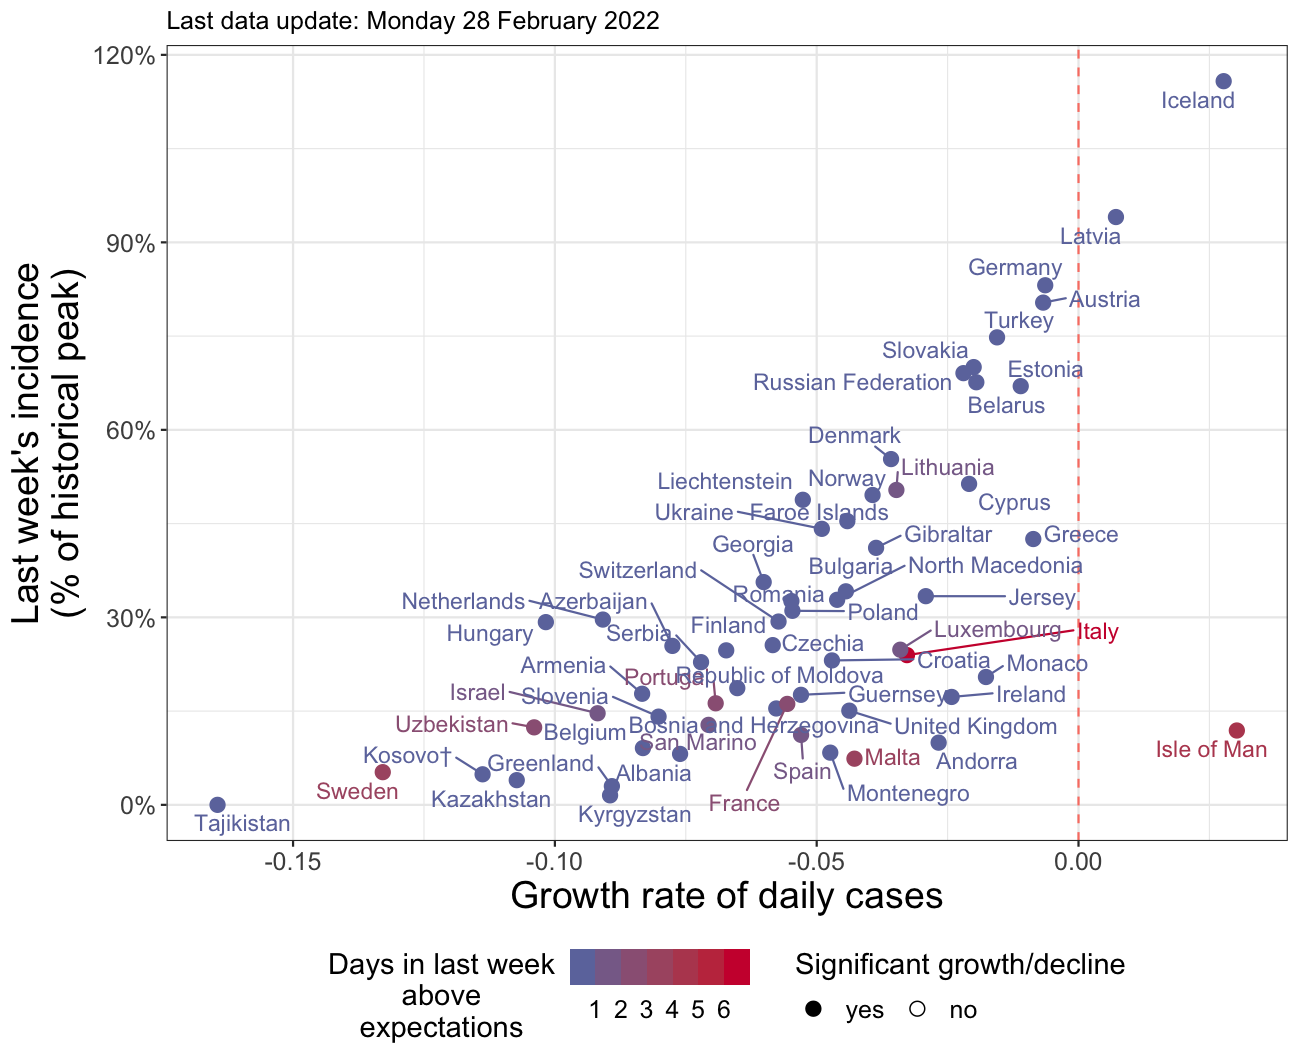 Last data update: Monday 28 February 2022
120%
Iceland
Latvia
90%
Germany
Austria
Turkey
Slovakia
Estonia
Russian Federation
Belarus
60%
Denmark
Lithuania
Liechtenstein
Norway
Cyprus
Ukraine
Faroe Islands
Gibraltar
Greece
Georgia
Bulgaria
North Macedonia
Switzerland
Romania
Jersey
Netherlands
Azerbaijan
Poland
30%
Hungary
Serbia
Finland
Luxembourg
Italy
Czechia
Croatia
Monaco
Armenia
Portugal
Republic of Moldova
Israel
Slovenia
Guernsey
Ireland
Uzbekistan
Belgium
Bosnia and Herzegovina
United Kingdom
San Marino
Isle of Man
Kosovo†
Greenland
Albania
Spain
Malta
Andorra
Sweden
Kazakhstan
France
Montenegro
0%
Kyrgyzstan
Tajikistan
Last week's incidence
(% of historical peak)
-0.15
-0.10
-0.05
0.00
Growth rate of daily cases
Days in last week
above
expectations
1 2 3 4 5 6
Significant growth/decline
yes
no